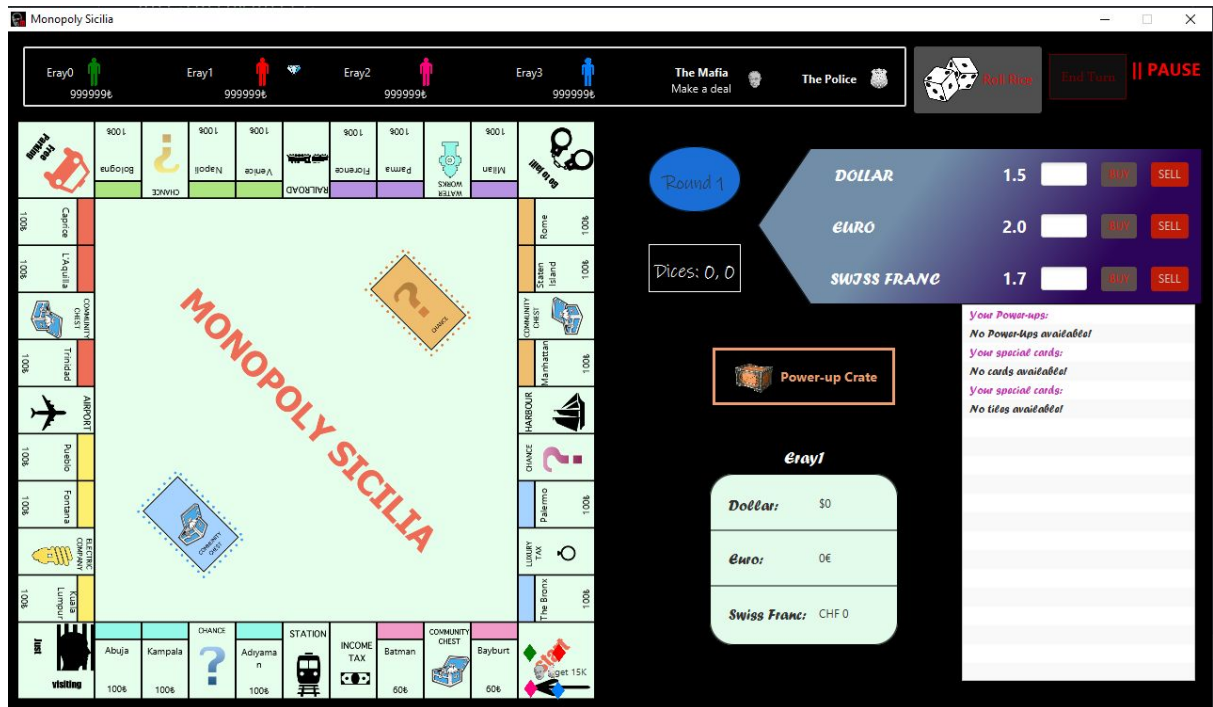 Monopoly Sicilia
Eray0
999999₺
Eray1
999999₺
Eray2
999999₺
Eray3
999999₺
The Mafia
Make a deal
The Police
Roll Dice
End Turn
|| PAUSE
Free
Parking
100₺
Bologna
CHANCE
100₺
Napoli
100₺
Venice
RAILROAD
100₺
Florence
100₺
Parma
WATER
WORKS
100₺
Milan
Go to jail
Caprice
100₺
L'Aquilla
100₺
COMMUNITY
CHEST
Trinidad
100₺
AIRPORT
Pueblo
100₺
Fontana
100₺
ELECTRIC
COMPANY
Kuala
Lumpur
100₺
Rome
100₺
Staten
Island
100₺
COMMUNITY
CHEST
Manhattan
100₺
HARBOUR
CHANCE
Palermo
100₺
LUXURY
TAX
The Bronx
100₺
MONOPOLY SICILIA
CHANCE
COMMUNITY
CHEST
Just
visiting
Abuja
100₺
Kampala
100₺
CHANCE
Adıyama
n
100₺
STATION
INCOME
TAX
Batman
60₺
COMMUNITY
CHEST
Bayburt
60₺
Start
get 15K
Round 1
Dices: 0, 0
DOLLAR 1.5 BUY SELL
EURO 2.0 BUY SELL
SWISS FRANC 1.7 BUY SELL
Power-up Crate
Eray1
Dollar: $0
Euro: 0€
Swiss Franc: CHF 0
Your Power-ups:
No Power-Ups available!
Your special cards:
No cards available!
Your special cards:
No tiles available!